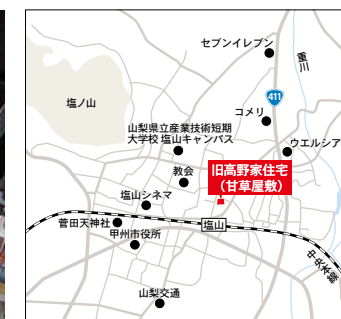 セブンイレブン
重川
411
塩ノ山
コメリ
山梨県立産業技術短期
大学校 塩山キャンパス
ウエルシア
教会
旧高野家住宅
(甘草屋敷)
塩山シネマ
菅田天神社
塩山
甲州市役所
中央本線
山梨交通